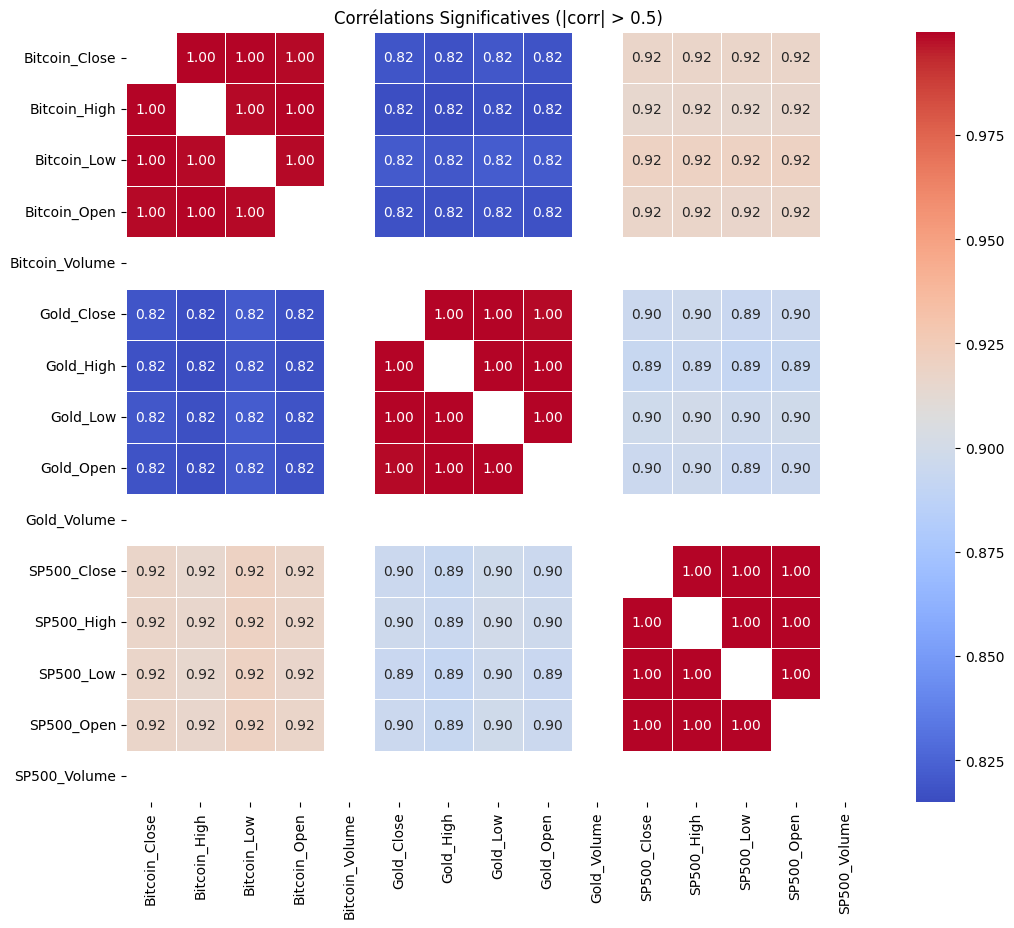 Corrélations Significatives (|corr| > 0.5)
Bitcoin_Close 1.00 1.00 1.00 0.82 0.82 0.82 0.82 0.92 0.92 0.92 0.92
Bitcoin_High 1.00 1.00 1.00 0.82 0.82 0.82 0.82 0.92 0.92 0.92 0.92
Bitcoin_Low 1.00 1.00 1.00 0.82 0.82 0.82 0.82 0.92 0.92 0.92 0.92
Bitcoin_Open 1.00 1.00 1.00 0.82 0.82 0.82 0.82 0.92 0.92 0.92 0.92
Bitcoin_Volume
Gold_Close 0.82 0.82 0.82 0.82 1.00 1.00 1.00 0.90 0.90 0.89 0.90
Gold_High 0.82 0.82 0.82 0.82 1.00 1.00 1.00 0.89 0.89 0.89 0.89
Gold_Low 0.82 0.82 0.82 0.82 1.00 1.00 1.00 0.90 0.90 0.90 0.90
Gold_Open 0.82 0.82 0.82 0.82 1.00 1.00 1.00 0.90 0.90 0.89 0.90
Gold_Volume
SP500_Close 0.92 0.92 0.92 0.92 0.90 0.89 0.90 0.90 1.00 1.00 1.00
SP500_High 0.92 0.92 0.92 0.92 0.90 0.89 0.90 0.90 1.00 1.00 1.00
SP500_Low 0.92 0.92 0.92 0.92 0.89 0.89 0.90 0.89 1.00 1.00 1.00
SP500_Open 0.92 0.92 0.92 0.92 0.90 0.89 0.90 0.90 1.00 1.00 1.00
SP500_Volume
Bitcoin_Close
Bitcoin_High
Bitcoin_Low
Bitcoin_Open
Bitcoin_Volume
Gold_Close
Gold_High
Gold_Low
Gold_Open
Gold_Volume
SP500_Close
SP500_High
SP500_Low
SP500_Open
SP500_Volume
0.975
0.950
0.925
0.900
0.875
0.850
0.825